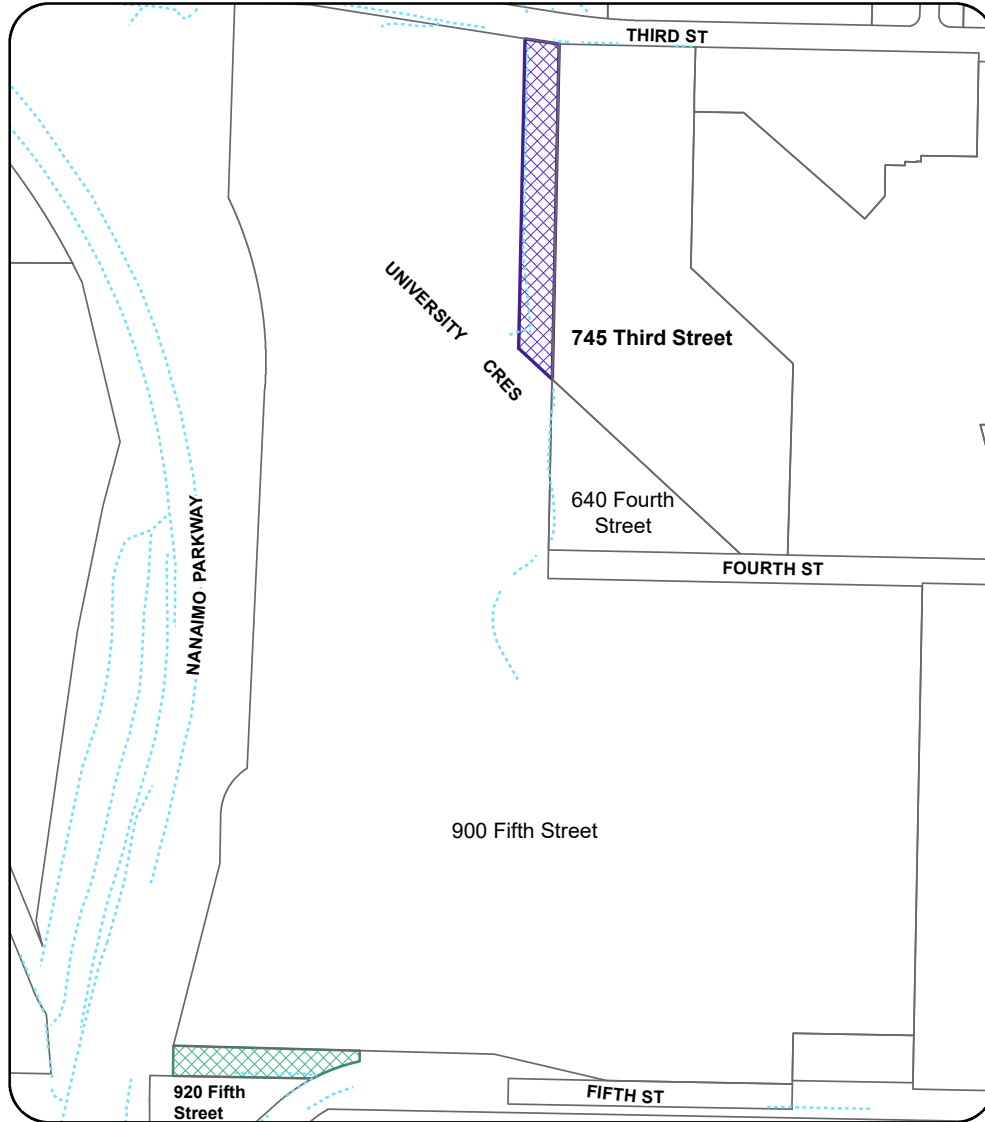 THIRD ST
UNIVERSITY CRES
745 Third Street
640 Fourth
Street
NANAIMO PARKWAY
FOURTH ST
900 Fifth Street
920 Fifth
Street
FIFTH ST